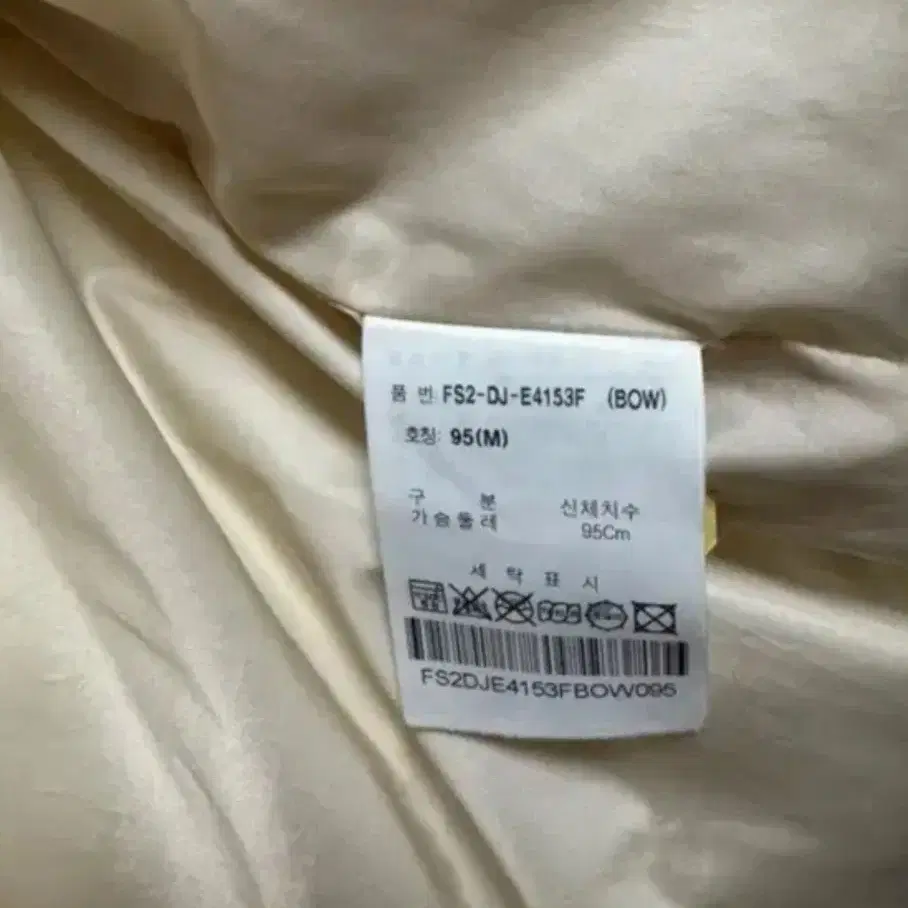 품 번 FS2-DJ-E4153F (BOW)
호칭: 95(M)
구 분 신체치수
가슴둘레 95Cm
세 탁 표 시
FS2DJE4153FBOW095